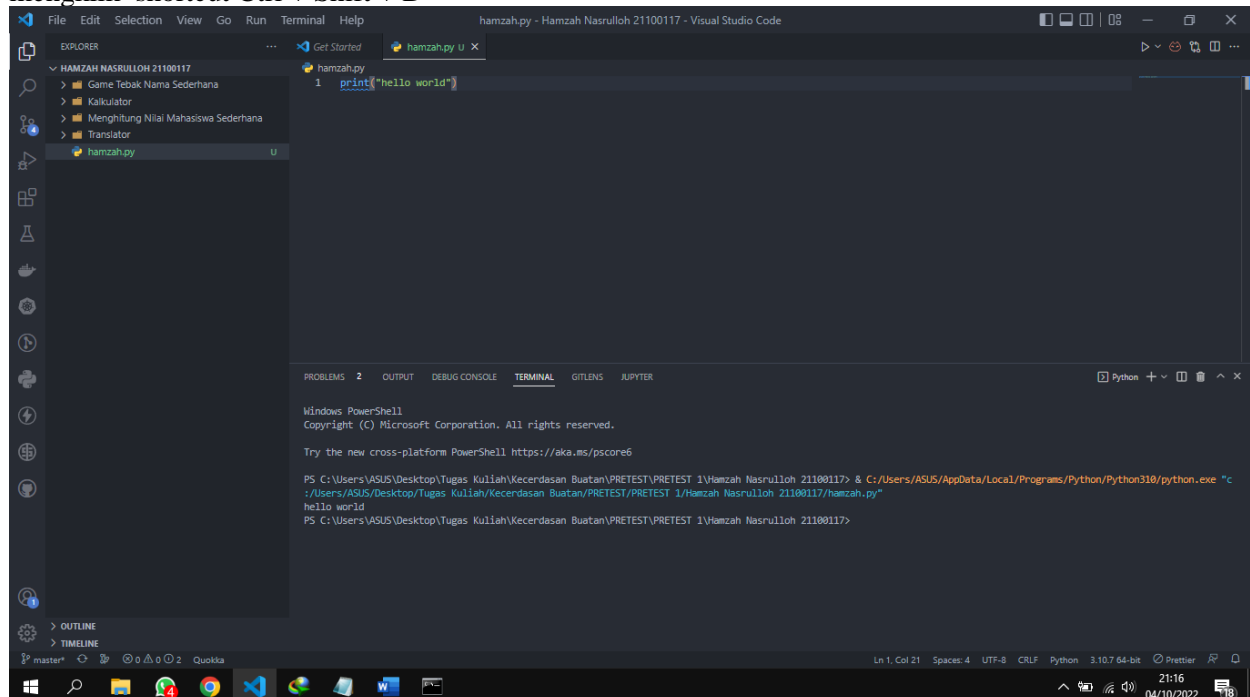 File Edit Selection View Go Run Terminal Help hamzah.py - Hamzah Nasrulloh 21100117 - Visual Studio Code
EXPLORER ... Get Started hamzah.py U ×
HAMZAH NASRULLOH 21100117
hamzah.py
Game Tebak Nama Sederhana
1 print("hello world")
Kalkulator
Menghitung Nilai Mahasiswa Sederhana
4
Translator
hamzah.py U
PROBLEMS 2 OUTPUT DEBUG CONSOLE TERMINAL GITLENS JUPYTER Python
Windows PowerShell
Copyright (C) Microsoft Corporation. All rights reserved.
Try the new cross-platform PowerShell https://aka.ms/pscore6
PS C:\Users\ASUS\Desktop\Tugas Kuliah\Kecerdasan Buatan\PRETEST\PRETEST 1\Hamzah Nasrulloh 21100117> & C:/Users/ASUS/AppData/Local/Programs/Python/Python310/python.exe "c
:/Users/ASUS/Desktop/Tugas Kuliah/Kecerdasan Buatan/PRETEST/PRETEST 1/Hamzah Nasrulloh 21100117/hamzah.py"
hello world
PS C:\Users\ASUS\Desktop\Tugas Kuliah\Kecerdasan Buatan\PRETEST\PRETEST 1\Hamzah Nasrulloh 21100117>
1
OUTLINE
TIMELINE
master* 0 0 2 Quokka Ln 1, Col 21 Spaces: 4 UTF-8 CRLF Python 3.10.7 64-bit Prettier
4
21:16
04/10/2022
18